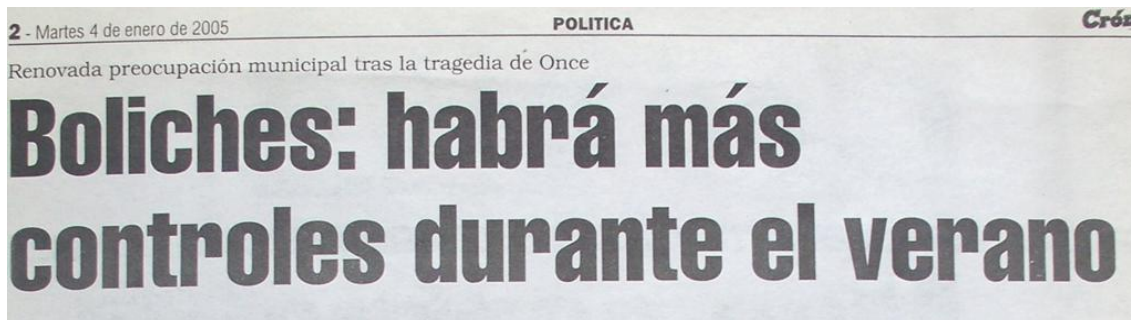 2 - Martes 4 de enero de 2005 POLITICA
Renovada preocupación municipal tras la tragedia de Once
Boliches: habrá más
controles durante el verano